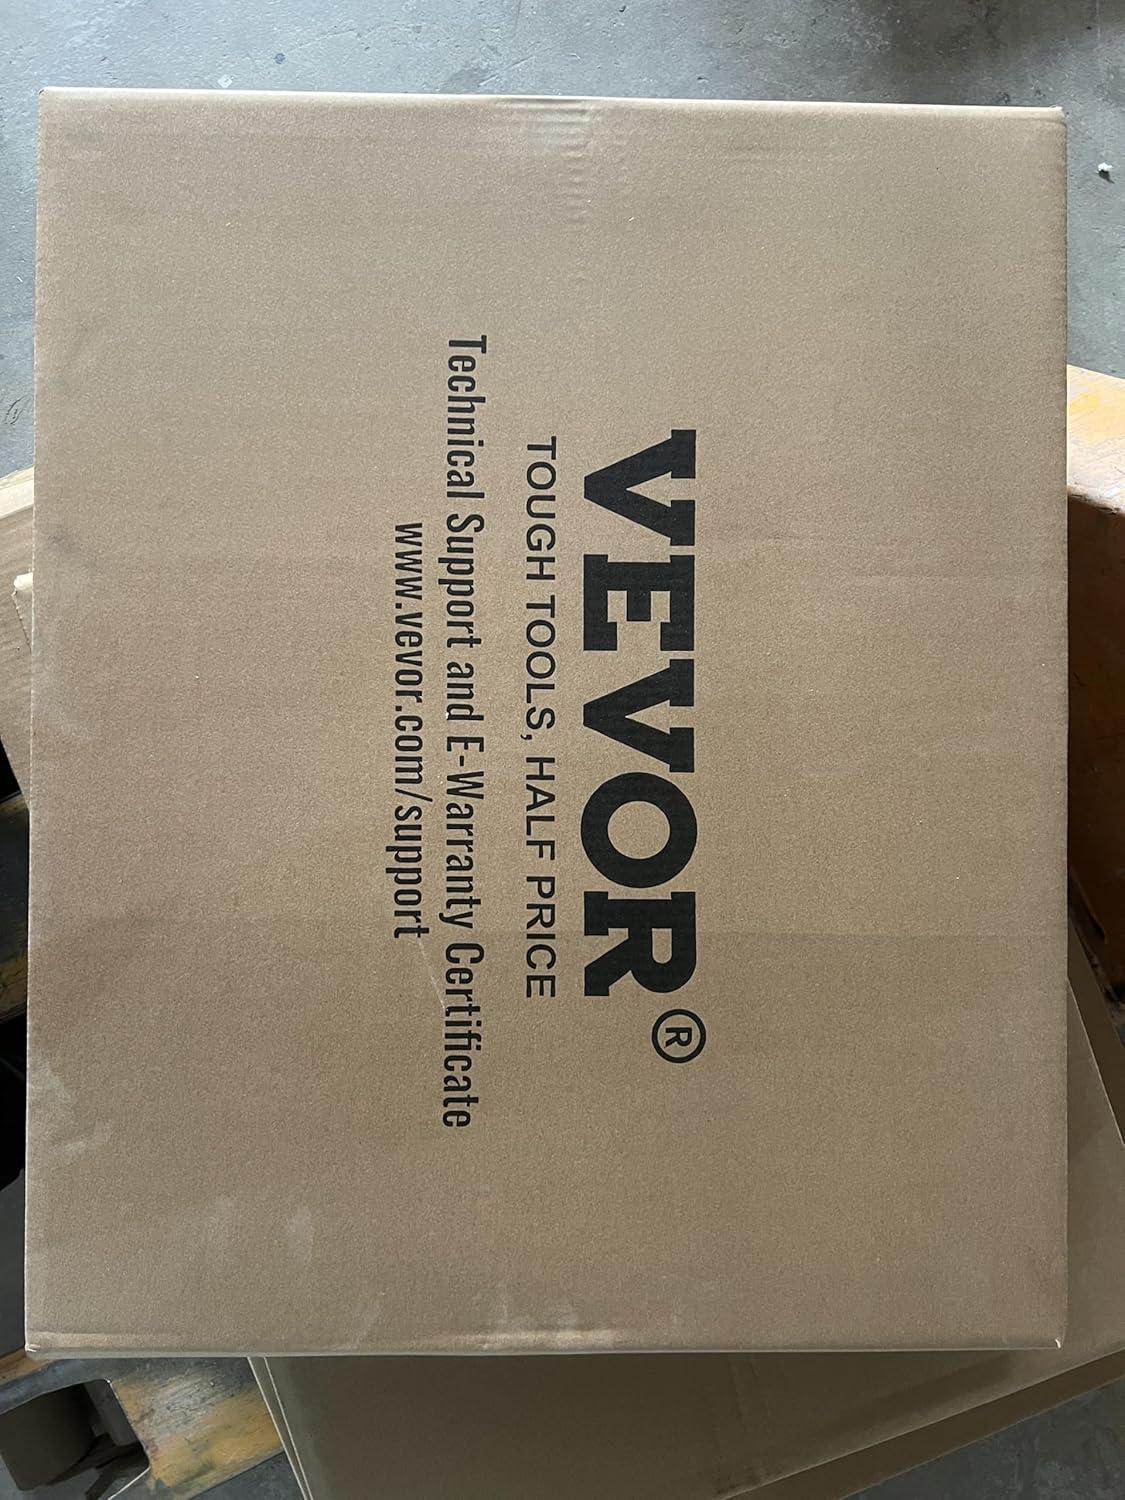 VEVOR®
TOUGH TOOLS, HALF PRICE
Technical Support and E-Warranty Certificate
www.vevor.com/support